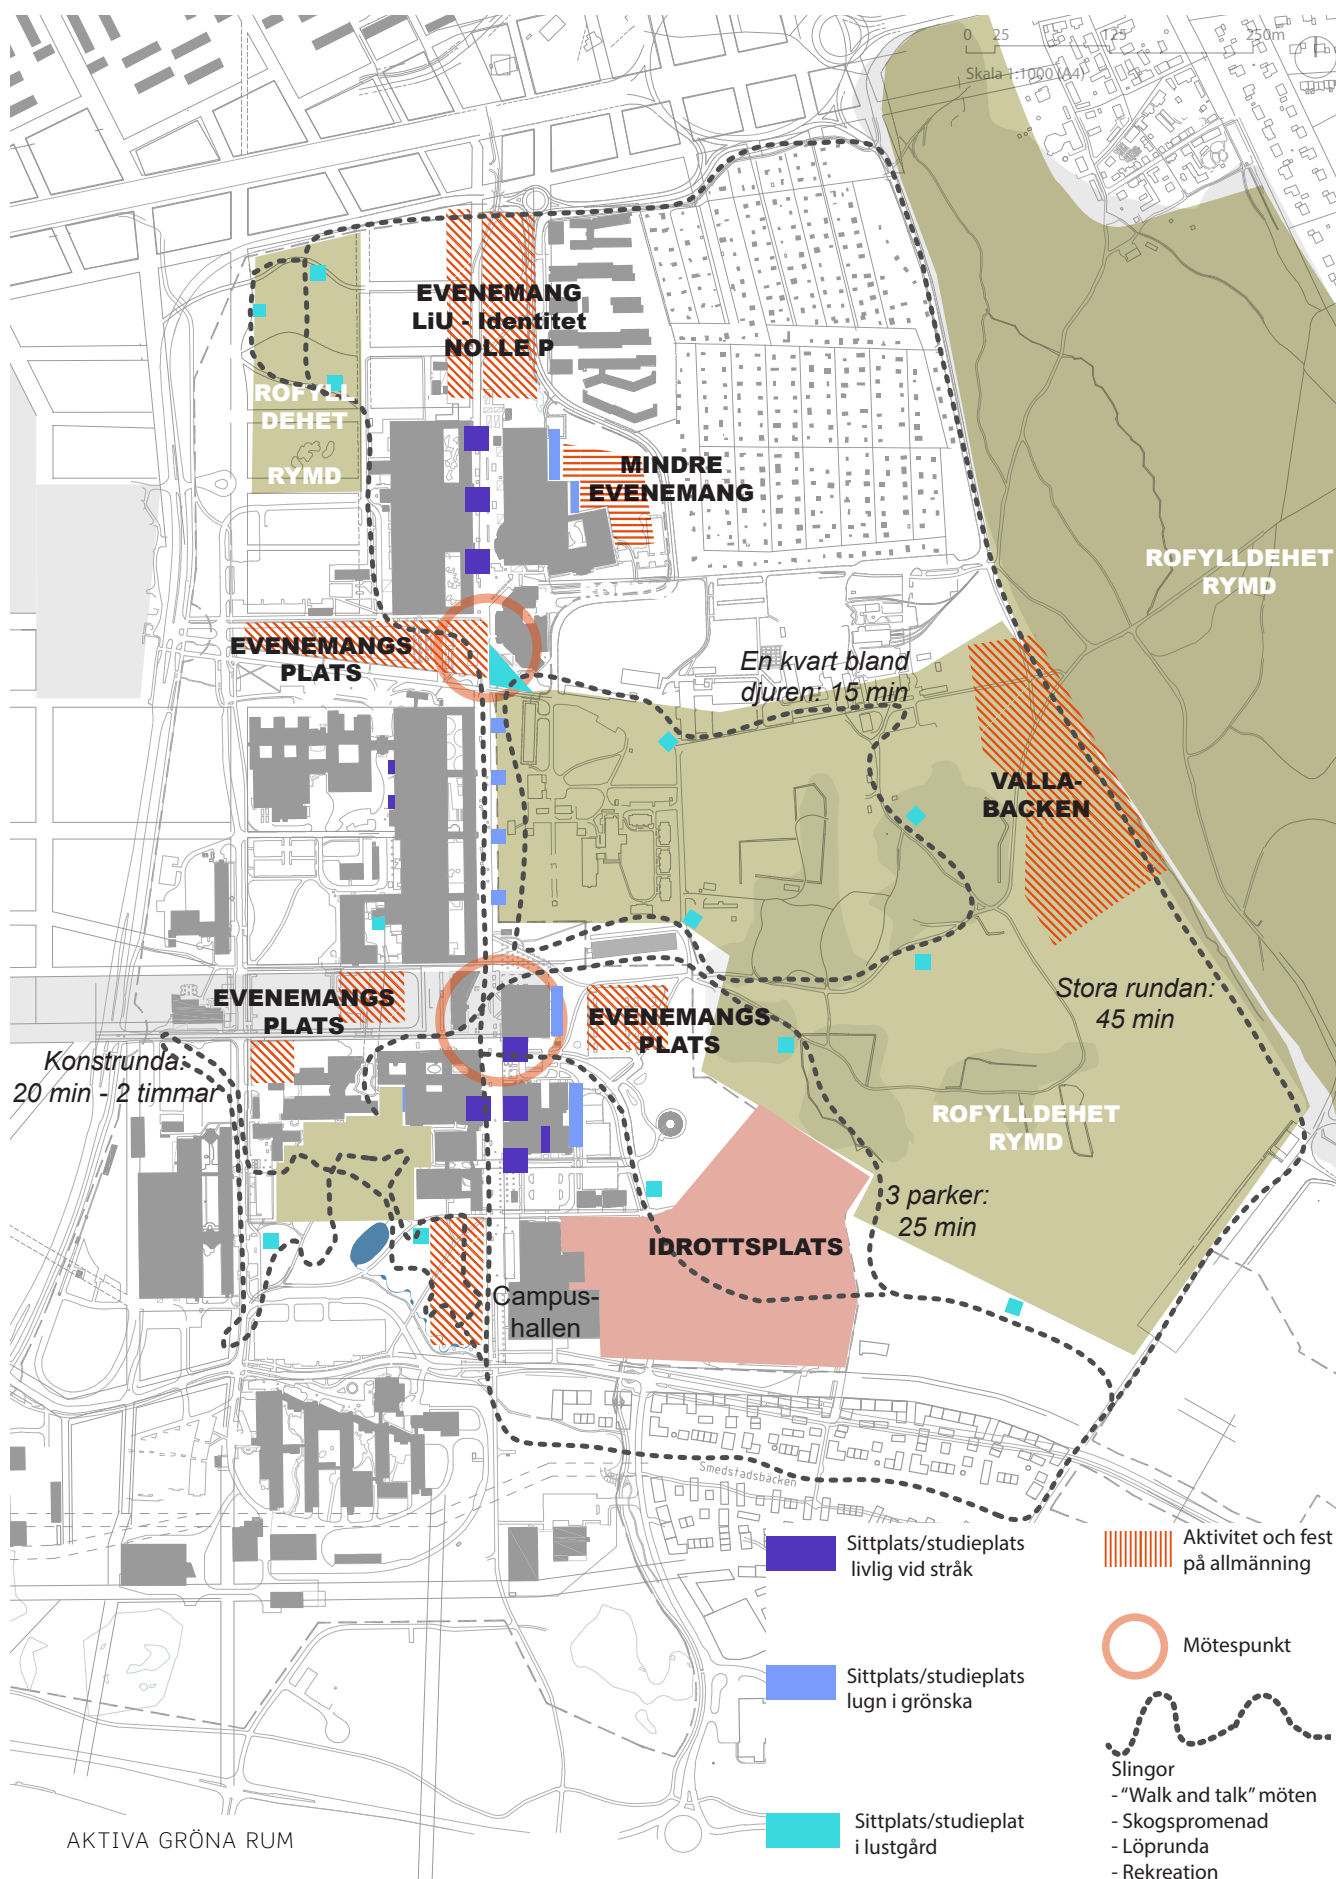 0 25 125 250m
Skala 1:1000 (A4)
EVENEMANG
LiU - Identitet
NOLLE P
ROFYLL
DEHET
RYMD
MINDRE
EVENEMANG
ROFYLLDEHET
RYMD
EVENEMANGS
PLATS
En kvart bland
djuren: 15 min
VALLA-
BACKEN
EVENEMANGS
PLATS
EVENEMANGS
PLATS
Stora rundan:
45 min
Konstrunda:
20 min - 2 timmar
ROFYLLDEHET
RYMD
3 parker:
25 min
IDROTTSPLATS
Campus-
hallen
Smedstadsbäcken
Sittplats/studieplats
livlig vid stråk
Aktivitet och fest
på allmänning
Mötespunkt
Sittplats/studieplats
lugn i grönska
Slingor
- "Walk and talk" möten
- Skogspromenad
- Löprunda
- Rekreation
Sittplats/studieplat
i lustgård
AKTIVA GRÖNA RUM